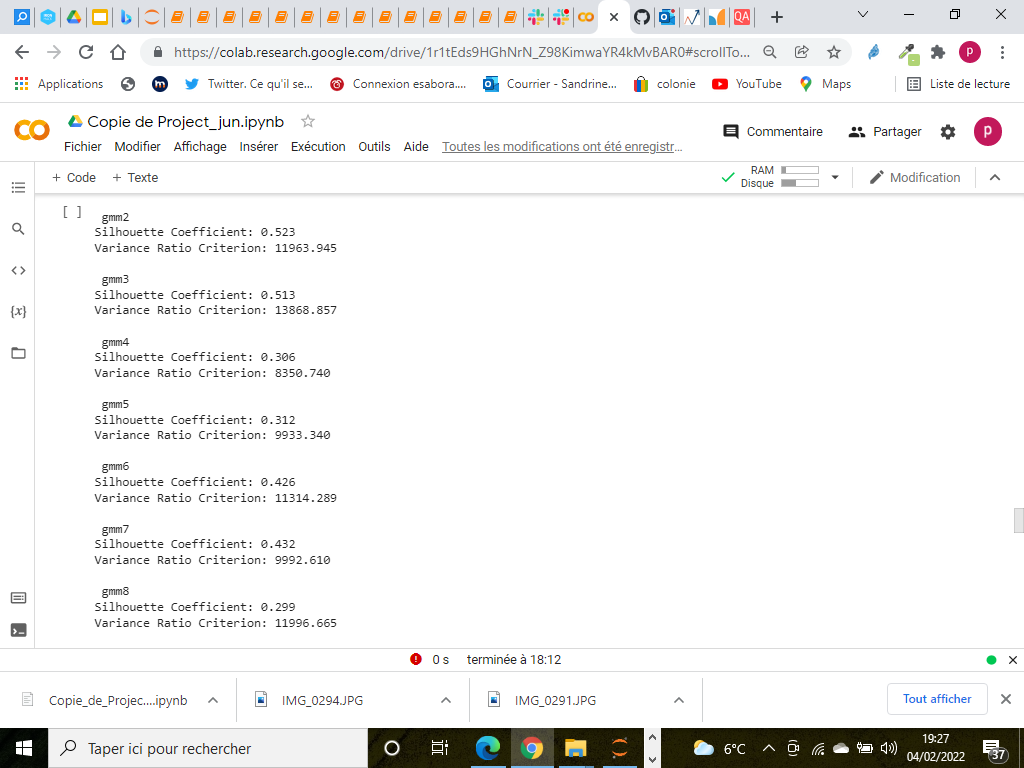 https://colab.research.google.com/drive/1r1tEds9HGhNrN_Z98KimwaYR4kMvBAR0#scrollTo...
Applications
Twitter. Ce qu'il se...
Connexion esabora....
Courrier - Sandrine...
colonie
YouTube
Maps
Liste de lecture
Copie de Project_jun.ipynb
Commentaire
Partager
p
Fichier Modifier Affichage Insérer Exécution Outils Aide Toutes les modifications ont été enregistr...
+ Code + Texte
RAM
Disque
Modification
[ ]
gmm2
Silhouette Coefficient: 0.523
Variance Ratio Criterion: 11963.945
gmm3
Silhouette Coefficient: 0.513
Variance Ratio Criterion: 13868.857
gmm4
Silhouette Coefficient: 0.306
Variance Ratio Criterion: 8350.740
gmm5
Silhouette Coefficient: 0.312
Variance Ratio Criterion: 9933.340
gmm6
Silhouette Coefficient: 0.426
Variance Ratio Criterion: 11314.289
gmm7
Silhouette Coefficient: 0.432
Variance Ratio Criterion: 9992.610
gmm8
Silhouette Coefficient: 0.299
Variance Ratio Criterion: 11996.665
0 s terminée à 18:12
Copie_de_Projec....ipynb
IMG_0294.JPG
IMG_0291.JPG
Tout afficher
Taper ici pour rechercher
6°C
19:27
04/02/2022
37